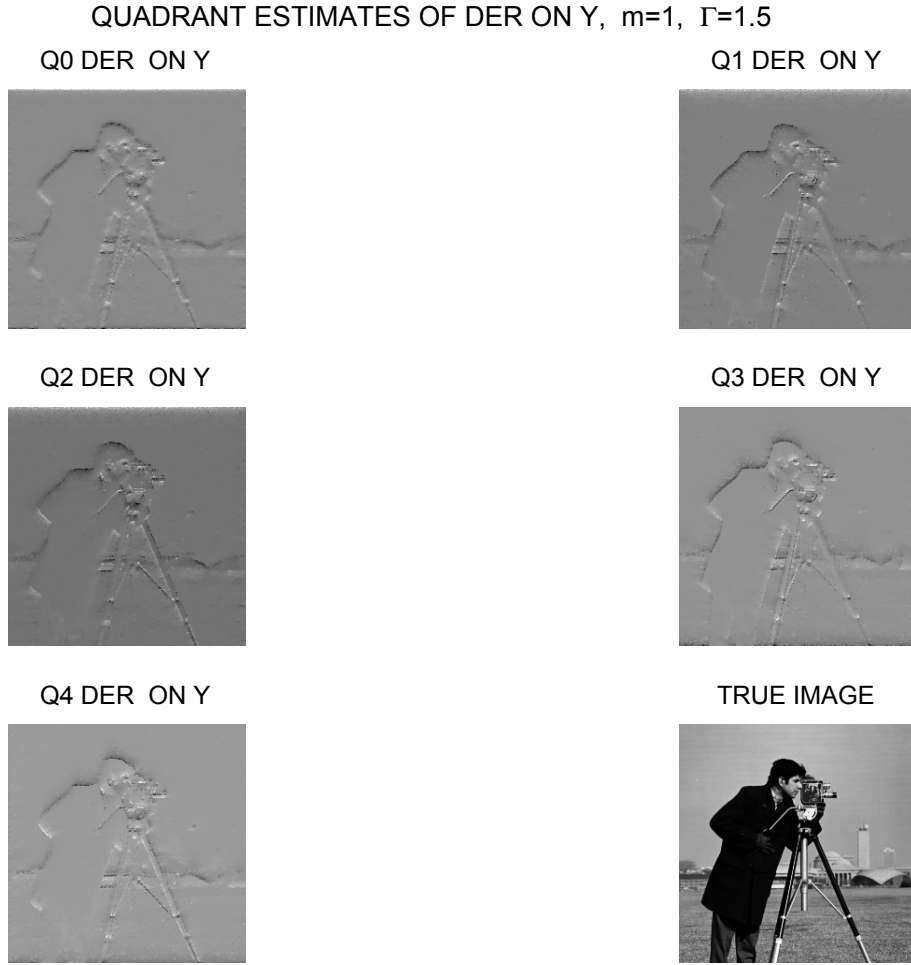 QUADRANT ESTIMATES OF DER ON Y, m=1, Γ=1.5
Q0 DER ON Y
Q1 DER ON Y
Q2 DER ON Y
Q3 DER ON Y
Q4 DER ON Y
TRUE IMAGE